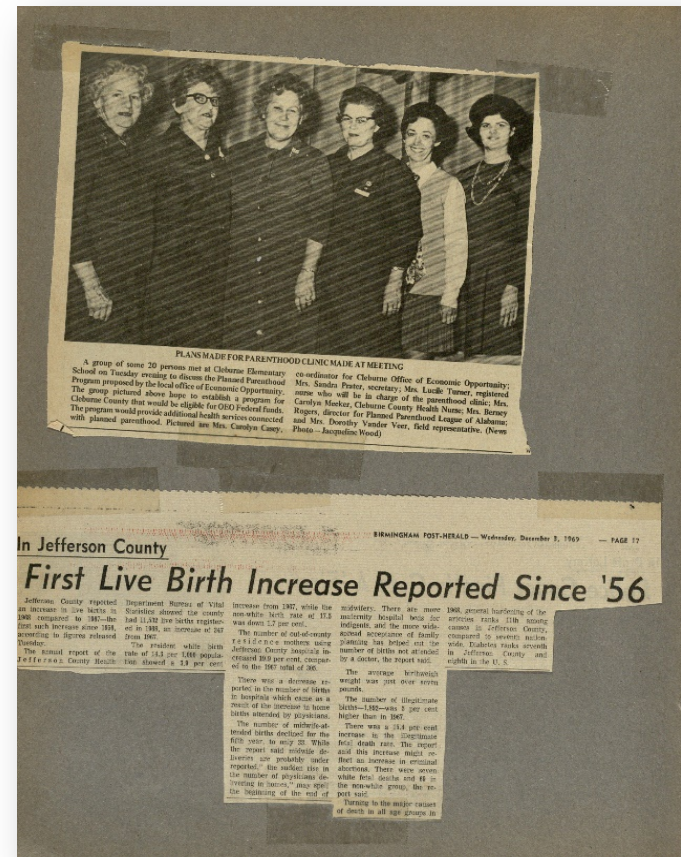 PLANS MADE FOR PARENTHOOD CLINIC MADE AT MEETING
A group of some 20 persons met at Cleburne Elementary
School on Tuesday evening to discuss the Planned Parenthood
Program proposed by the local office of Economic Opportunity.
The group pictured above hope to establish a program for
Cleburne County that would be eligible for OEO Federal funds.
The program would provide additional health services connected
with planned parenthood. Pictured are Mrs. Carolyn Casey,
co-ordinator for Cleburne Office of Economic Opportunity;
Mrs. Sandra Prater, secretary; Mrs. Lucile Turner, registered
nurse who will be in charge of the parenthood clinic; Mrs.
Carolyn Meeker, Cleburne County Health Nurse; Mrs. Berney
Rogers, director for Planned Parenthood League of Alabama;
and Mrs. Dorothy Vander Veer, field representative. (News
Photo — Jacqueline Wood)
BIRMINGHAM POST-HERALD — Wednesday, December 3, 1969 — PAGE 17
In Jefferson County
First Live Birth Increase Reported Since '56
Jefferson County reported
an increase in live births in
1968 compared to 1967—the
first such increase since 1956,
according to figures released
Tuesday.
The annual report of the
Jefferson County Health
Department Bureau of Vital
Statistics showed the county
had births register-
ed in 1968, an increase of
from 1967.
The resident white birth
rate of per 1,000 popula-
tion showed a per cent
increase from 1967, while the
non-white birth rate of
was down 1.7 per cent.
The number of out-of-county
residence mothers using
Jefferson County hospitals in-
creased per cent, compar-
ed to the 1967 total of
There was a decrease re-
ported in the number of births
in hospitals which came as a
result of the increase in home
births attended by physicians.
The number of midwife-at-
tended births declined for the
fifth year, to only While
the report said midwife de-
liveries are probably under
reported," the sudden rise in
the number of physicians de-
livering in homes," may spell
the beginning of the end of
midwifery. There are more
maternity hospital beds for
indigents, and the more wide-
spread acceptance of family
planning has helped cut the
number of births not attended
by a doctor, the report said.
The average birthweigh
weight was just over seven
pounds.
The number of illegitimate
births— —was per cent
higher than in 1967.
There was a per cent
increase in the illegitimate
fetal death rate. The report
said this increase might re-
flect an increase in criminal
abortions. There were seven
white fetal deaths and in
the non-white group, the re-
port said.
Turning to the major causes
of death in all age groups in
1968, general hardening of the
arteries ranks 11th among
causes in Jefferson County,
compared to seventh nation-
wide. Diabetes ranks seventh
in Jefferson County and
eighth in the U. S.